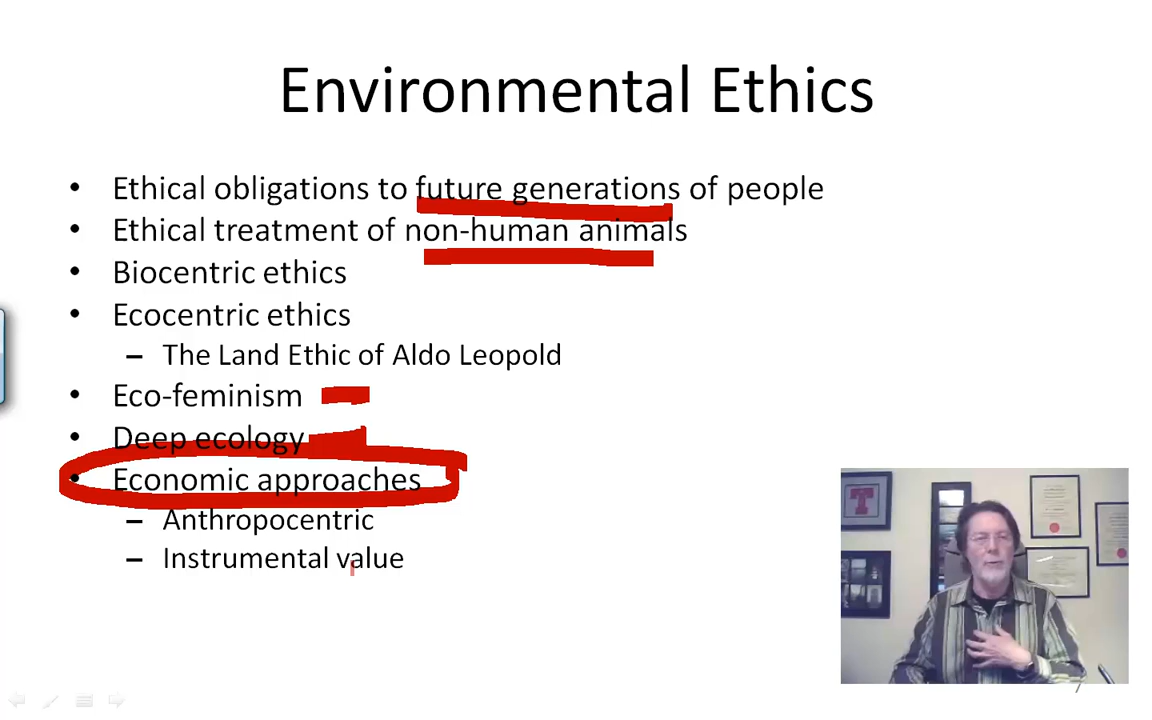 Environmental Ethics
• Ethical obligations to future generations of people
• Ethical treatment of non-human animals
• Biocentric ethics
• Ecocentric ethics
– The Land Ethic of Aldo Leopold
• Eco-feminism
• Deep ecology
• Economic approaches
– Anthropocentric
– Instrumental value
T
7